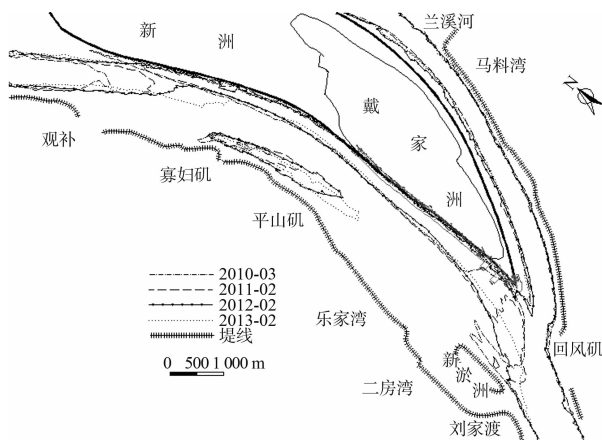 兰溪河
新洲
马料湾
N
戴家洲
观补
寡妇矶
平山矶
2010-03
2011-02
2012-02
2013-02
堤线
0 500 1 000 m
乐家湾
回风矶
新淤洲
二房湾
刘家渡